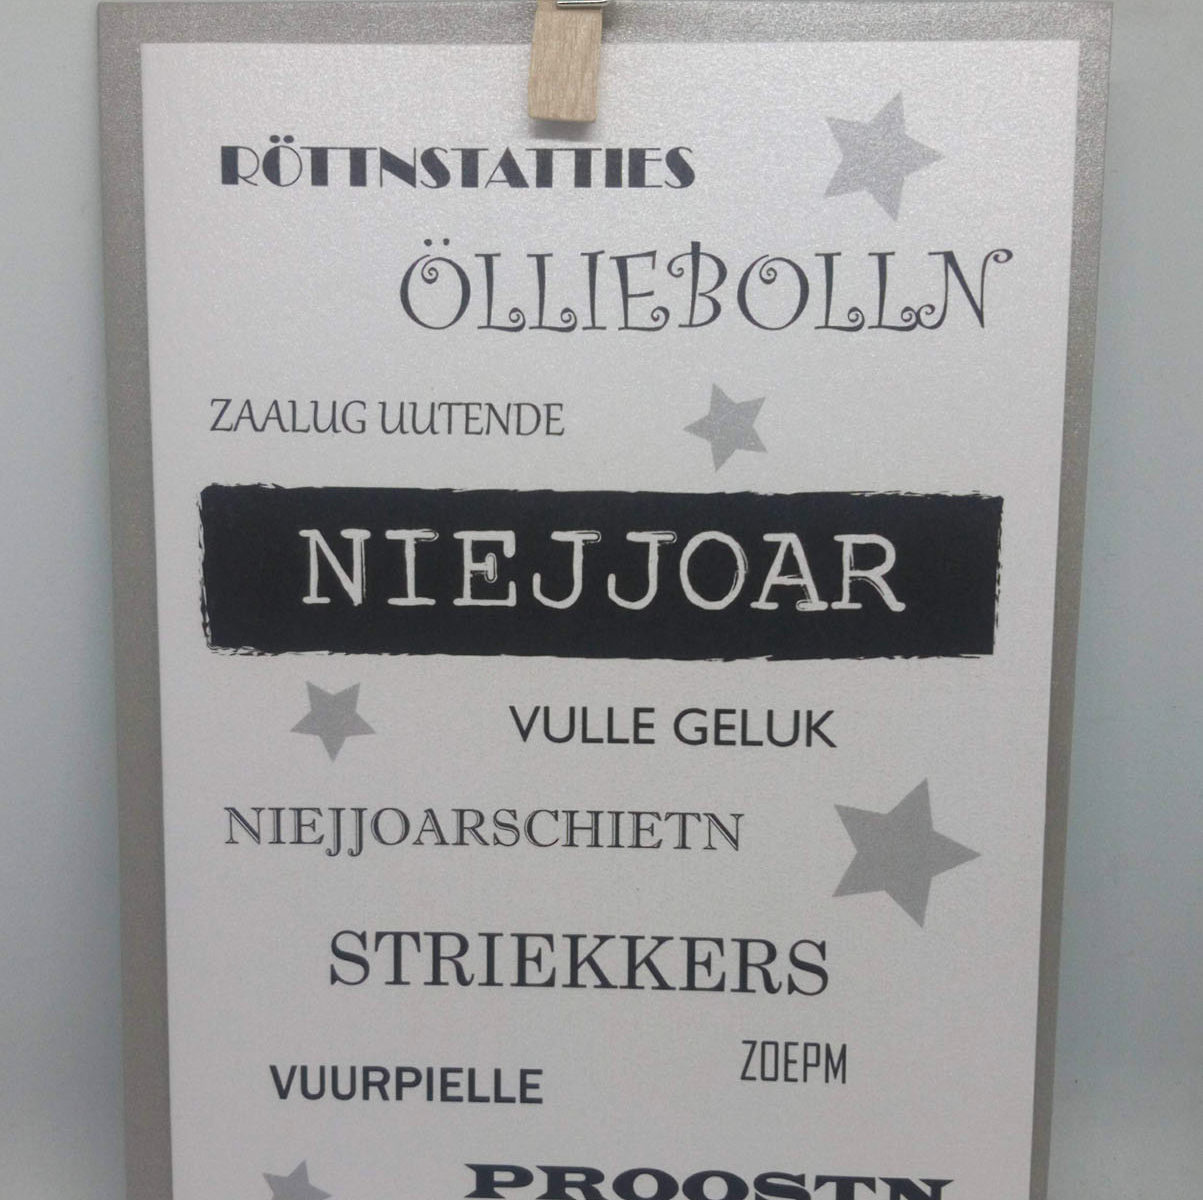 RÖTTNSTATTIES
ÖLLIEBOLLN
ZAALUG UUTENDE
NIEJJOAR
VULLE GELUK
NIEJJOARSCHIETN
STRIEKKERS
ZOEPM
VUURPIELLE
PROOSTN